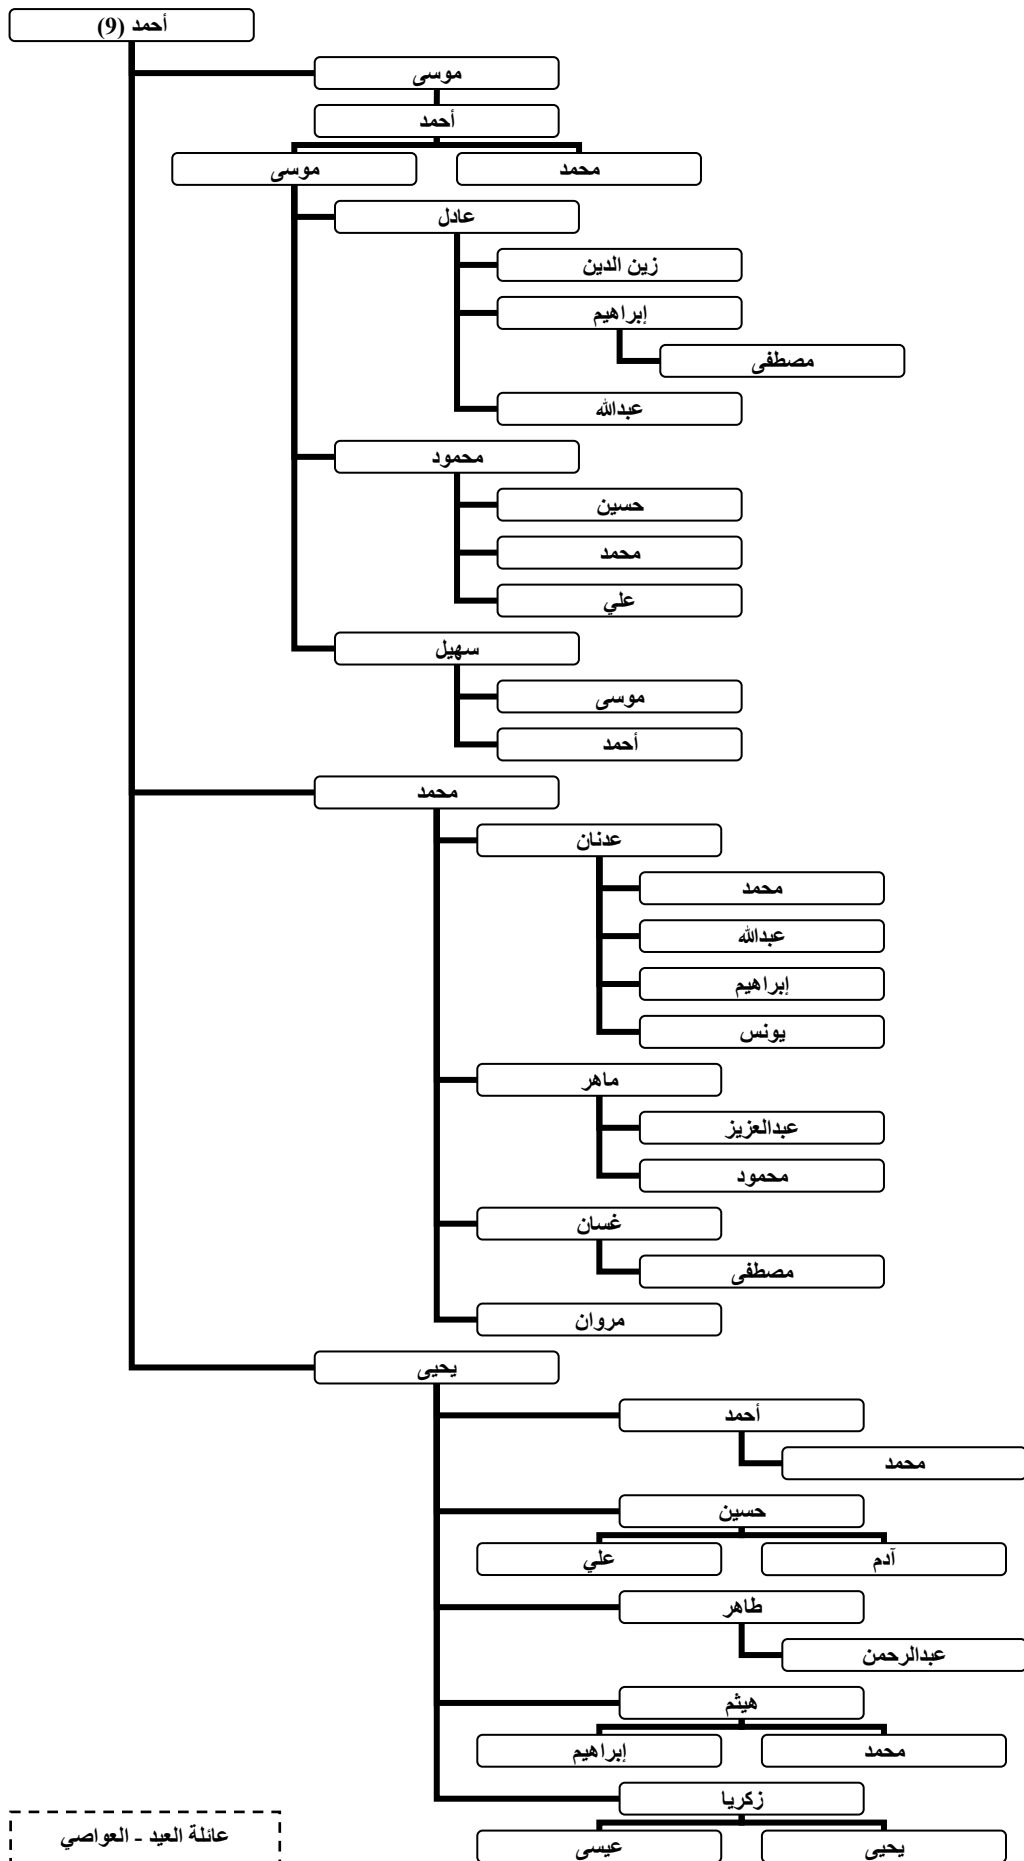 أحمد (9)
موسى
أحمد
محمد
موسى
عادل
زين الدين
إبراهيم
مصطفى
عبدالله
محمود
حسين
محمد
علي
سهيل
موسى
أحمد
محمد
عدنان
محمد
عبدالله
إبراهيم
يونس
ماهر
عبدالعزيز
محمود
غسان
مصطفى
مروان
يحيى
أحمد
محمد
حسين
آدم
علي
طاهر
عبدالرحمن
هيثم
محمد
إبراهيم
زكريا
يحيى
عيسى
عائلة العيد - العواصي